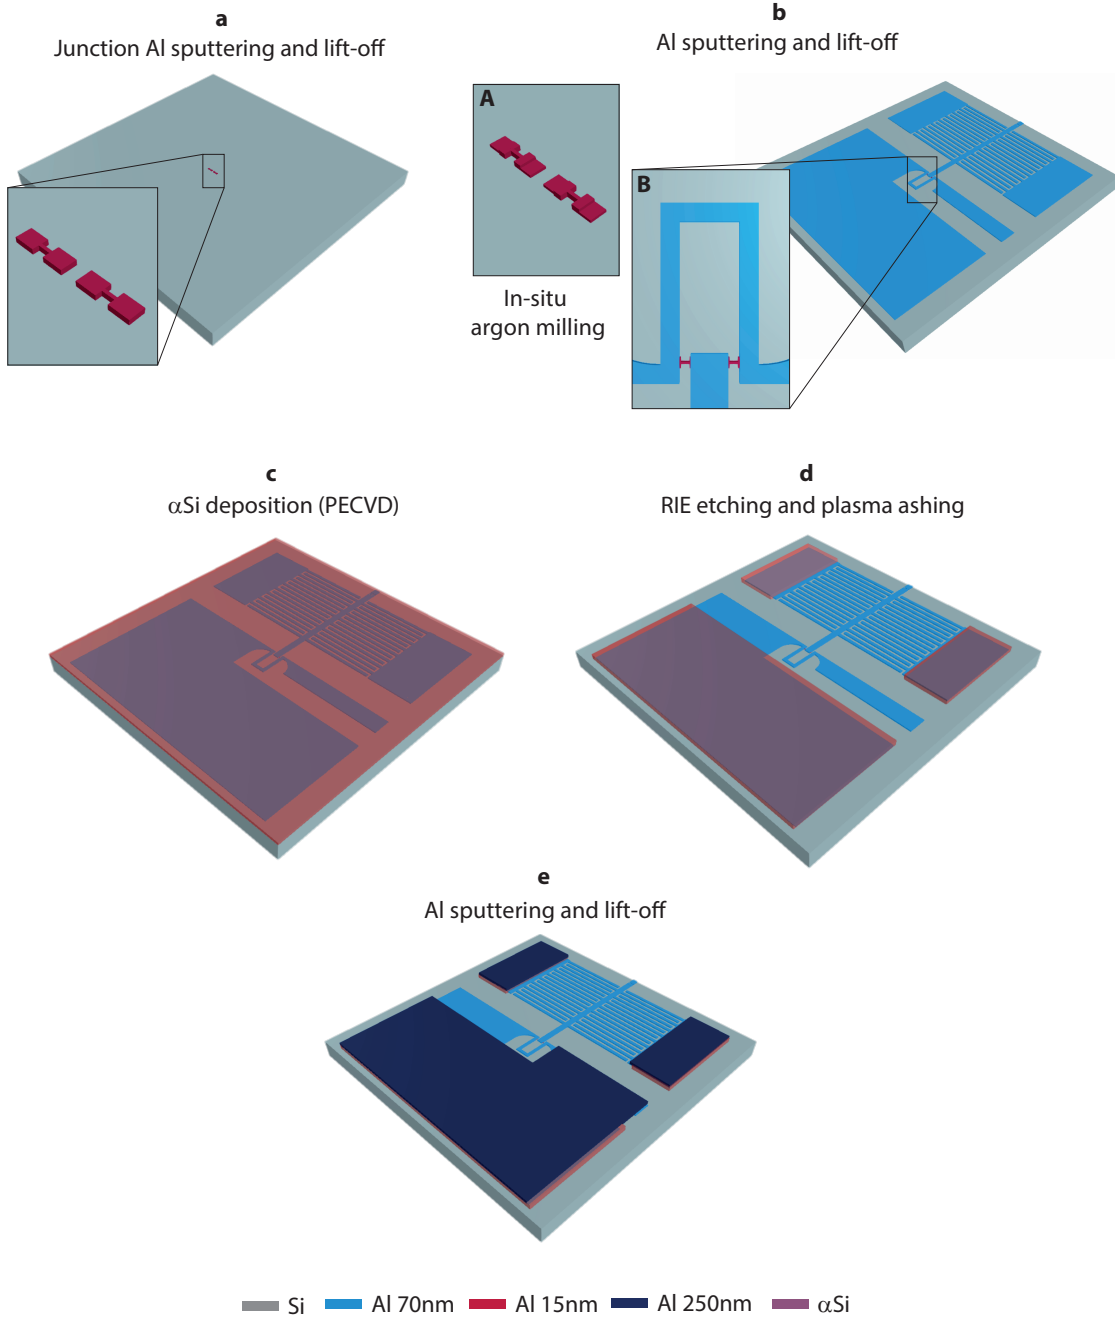 a
Junction Al sputtering and lift-off
b
Al sputtering and lift-off
A
In-situ
argon milling
B
c
αSi deposition (PECVD)
d
RIE etching and plasma ashing
e
Al sputtering and lift-off
Si
Al 70nm
Al 15nm
Al 250nm
αSi